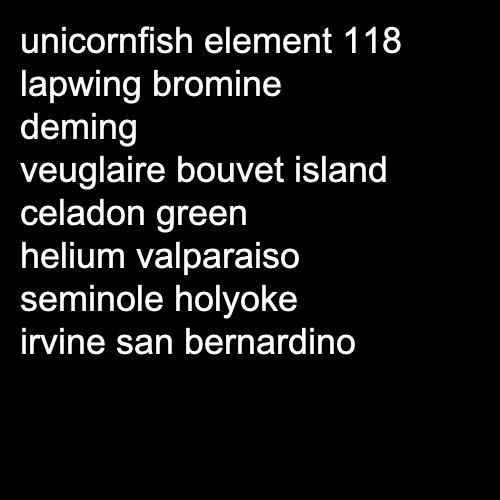 unicornfish element 118
lapwing bromine
deming
veuglaire bouvet island
celadon green
helium valparaiso
seminole holyoke
irvine san bernardino